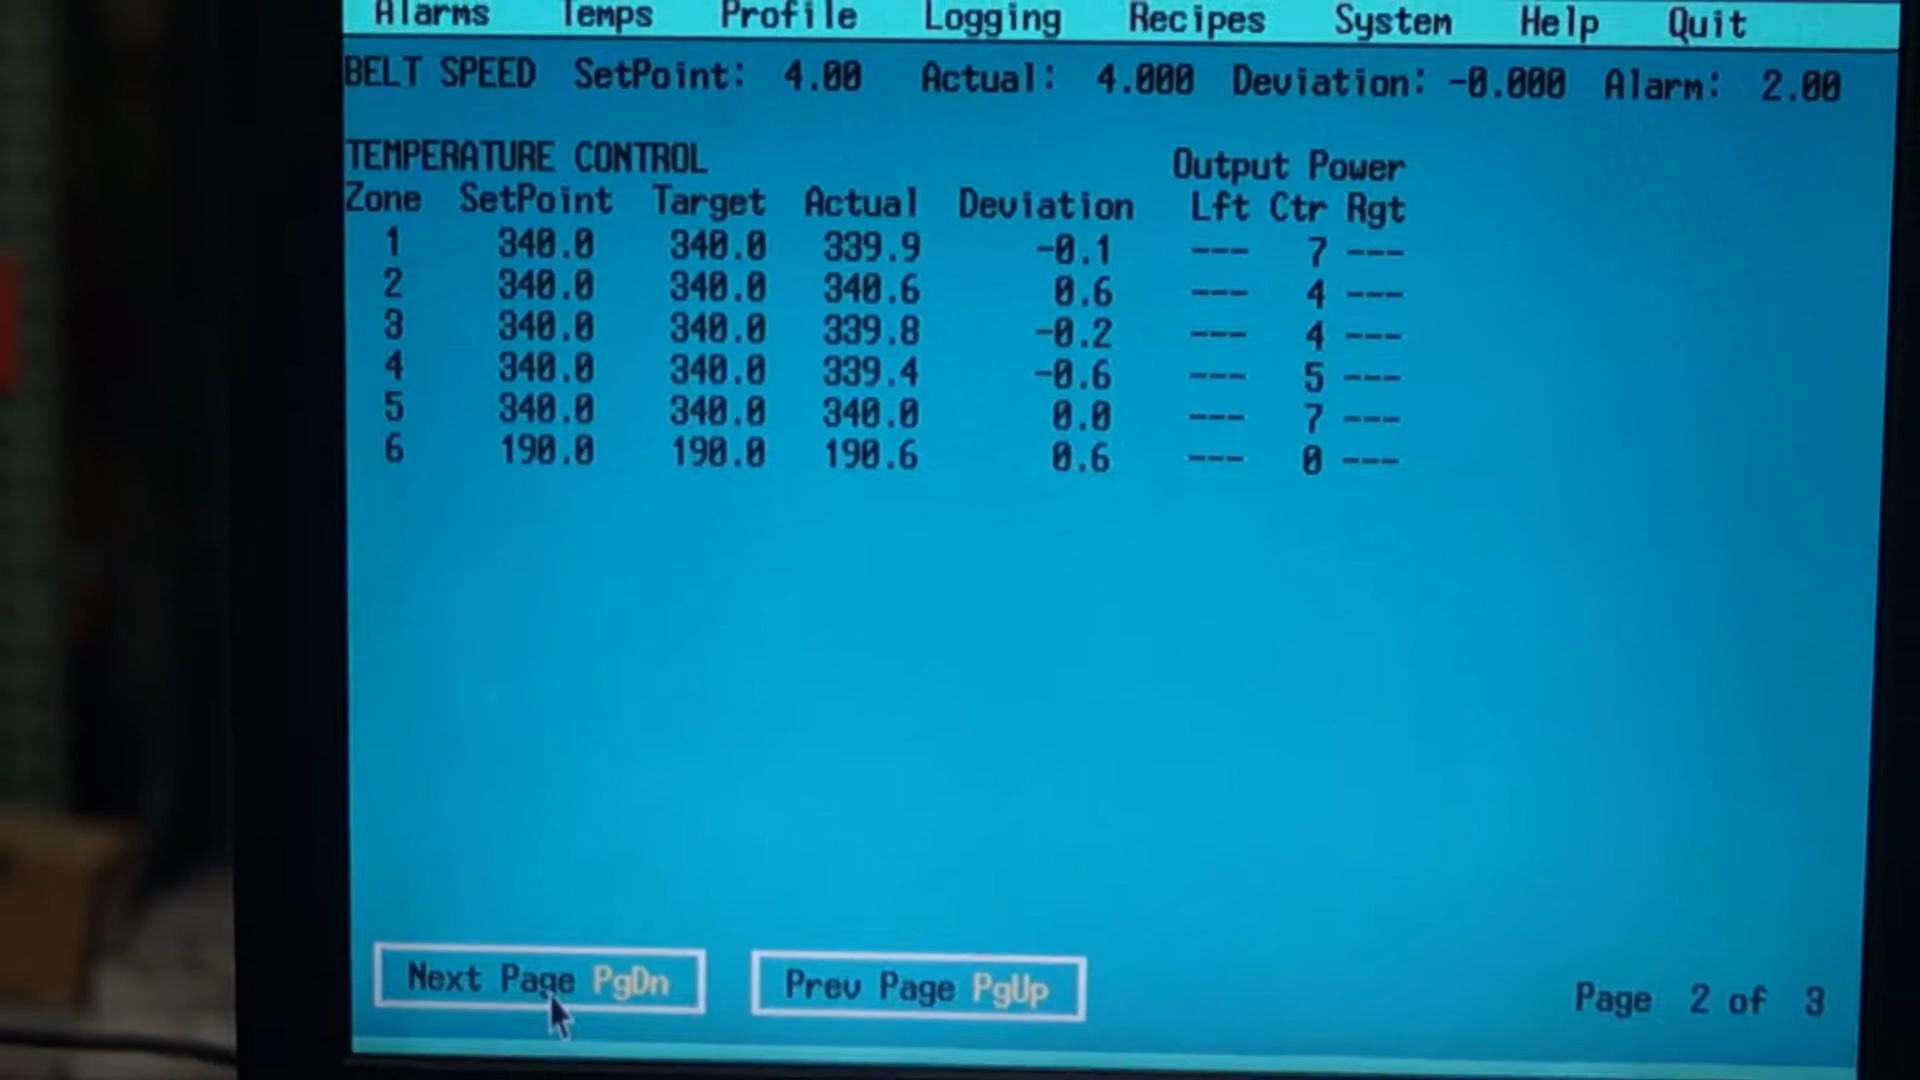 Alarms Temps Profile Logging Recipes System Help Quit
BELT SPEED SetPoint: 4.00 Actual: 4.000 Deviation: -0.000 Alarm: 2.00
TEMPERATURE CONTROL Output Power
Zone SetPoint Target Actual Deviation Lft Ctr Rgt
1 340.0 340.0 339.9 -0.1 --- 7 ---
2 340.0 340.0 340.6 0.6 --- 4 ---
3 340.0 340.0 339.8 -0.2 --- 4 ---
4 340.0 340.0 339.4 -0.6 --- 5 ---
5 340.0 340.0 340.0 0.0 --- 7 ---
6 190.0 190.0 190.6 0.6 --- 0 ---
Next Page PgDn Prev Page PgUp Page 2 of 3